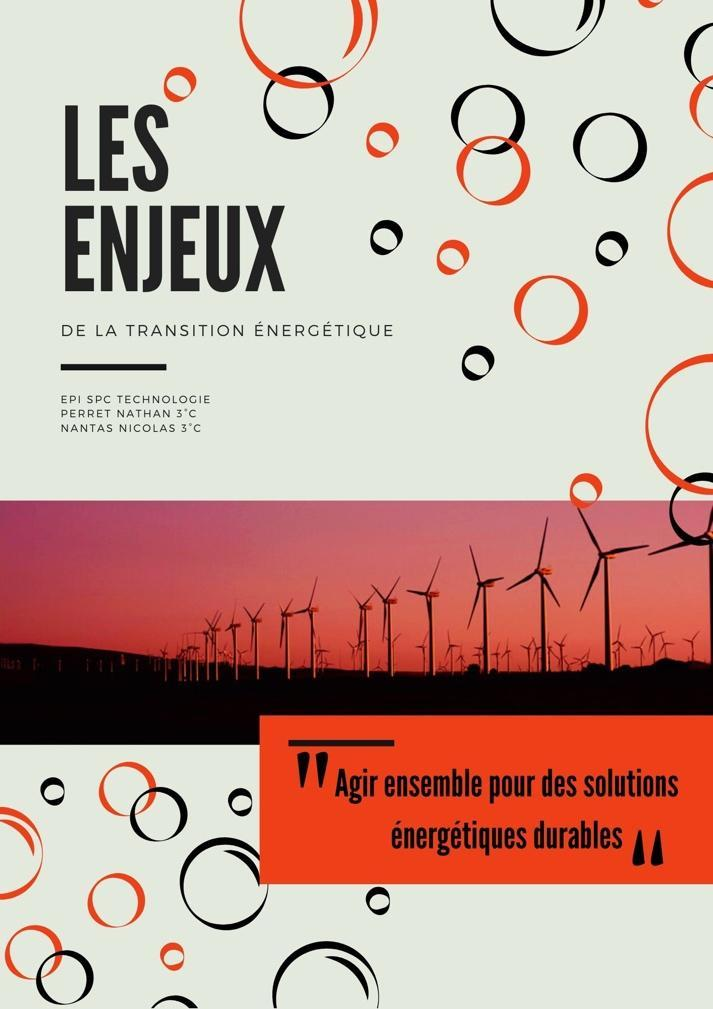 LES
ENJEUX
DE LA TRANSITION ÉNERGÉTIQUE
EPI SPC TECHNOLOGIE
PERRET NATHAN 3°C
NANTAS NICOLAS 3°C
" Agir ensemble pour des solutions
énergétiques durables "